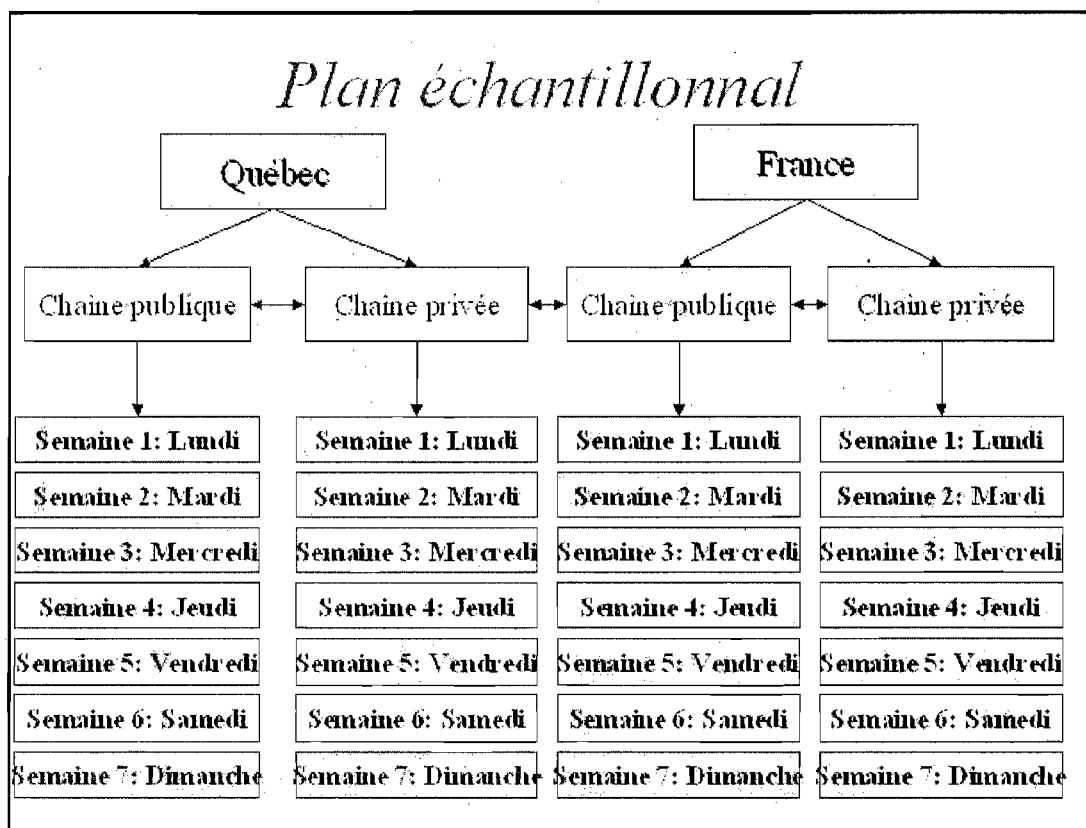 Plan échantillonnal
Québec
France
Chaine publique
Chaine privée
Chaine publique
Chaine privée
Semaine 1: Lundi
Semaine 1: Lundi
Semaine 1: Lundi
Semaine 1: Lundi
Semaine 2: Mardi
Semaine 2: Mardi
Semaine 2: Mardi
Semaine 2: Mardi
Semaine 3: Mercredi
Semaine 3: Mercredi
Semaine 3: Mercredi
Semaine 3: Mercredi
Semaine 4: Jeudi
Semaine 4: Jeudi
Semaine 4: Jeudi
Semaine 4: Jeudi
Semaine 5: Vendredi
Semaine 5: Vendredi
Semaine 5: Vendredi
Semaine 5: Vendredi
Semaine 6: Samedi
Semaine 6: Samedi
Semaine 6: Samedi
Semaine 6: Samedi
Semaine 7: Dimanche
Semaine 7: Dimanche
Semaine 7: Dimanche
Semaine 7: Dimanche